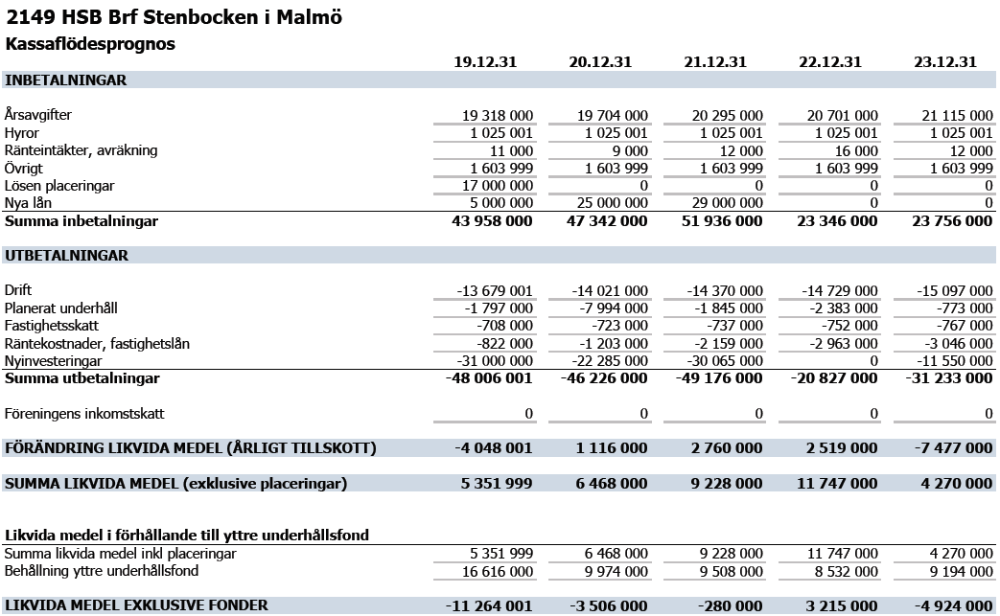 2149 HSB Brf Stenbocken i Malmö
Kassaflödesprognos
19.12.31 20.12.31 21.12.31 22.12.31 23.12.31
INBETALNINGAR
Årsavgifter 19 318 000 19 704 000 20 295 000 20 701 000 21 115 000
Hyror 1 025 001 1 025 001 1 025 001 1 025 001 1 025 001
Ränteintäkter, avräkning 11 000 9 000 12 000 16 000 12 000
Övrigt 1 603 999 1 603 999 1 603 999 1 603 999 1 603 999
Lösen placeringar 17 000 000 0 0 0 0
Nya lån 5 000 000 25 000 000 29 000 000 0 0
Summa inbetalningar 43 958 000 47 342 000 51 936 000 23 346 000 23 756 000
UTBETALNINGAR
Drift -13 679 001 -14 021 000 -14 370 000 -14 729 000 -15 097 000
Planerat underhåll -1 797 000 -7 994 000 -1 845 000 -2 383 000 -773 000
Fastighetsskatt -708 000 -723 000 -737 000 -752 000 -767 000
Räntekostnader, fastighetslån -822 000 -1 203 000 -2 159 000 -2 963 000 -3 046 000
Nyinvesteringar -31 000 000 -22 285 000 -30 065 000 0 -11 550 000
Summa utbetalningar -48 006 001 -46 226 000 -49 176 000 -20 827 000 -31 233 000
Föreningens inkomstskatt 0 0 0 0 0
FÖRÄNDRING LIKVIDA MEDEL (ÅRLIGT TILLSKOTT) -4 048 001 1 116 000 2 760 000 2 519 000 -7 477 000
SUMMA LIKVIDA MEDEL (exklusive placeringar) 5 351 999 6 468 000 9 228 000 11 747 000 4 270 000
Likvida medel i förhållande till yttre underhållsfond
Summa likvida medel inkl placeringar 5 351 999 6 468 000 9 228 000 11 747 000 4 270 000
Behållning yttre underhållsfond 16 616 000 9 974 000 9 508 000 8 532 000 9 194 000
LIKVIDA MEDEL EXKLUSIVE FONDER -11 264 001 -3 506 000 -280 000 3 215 000 -4 924 000